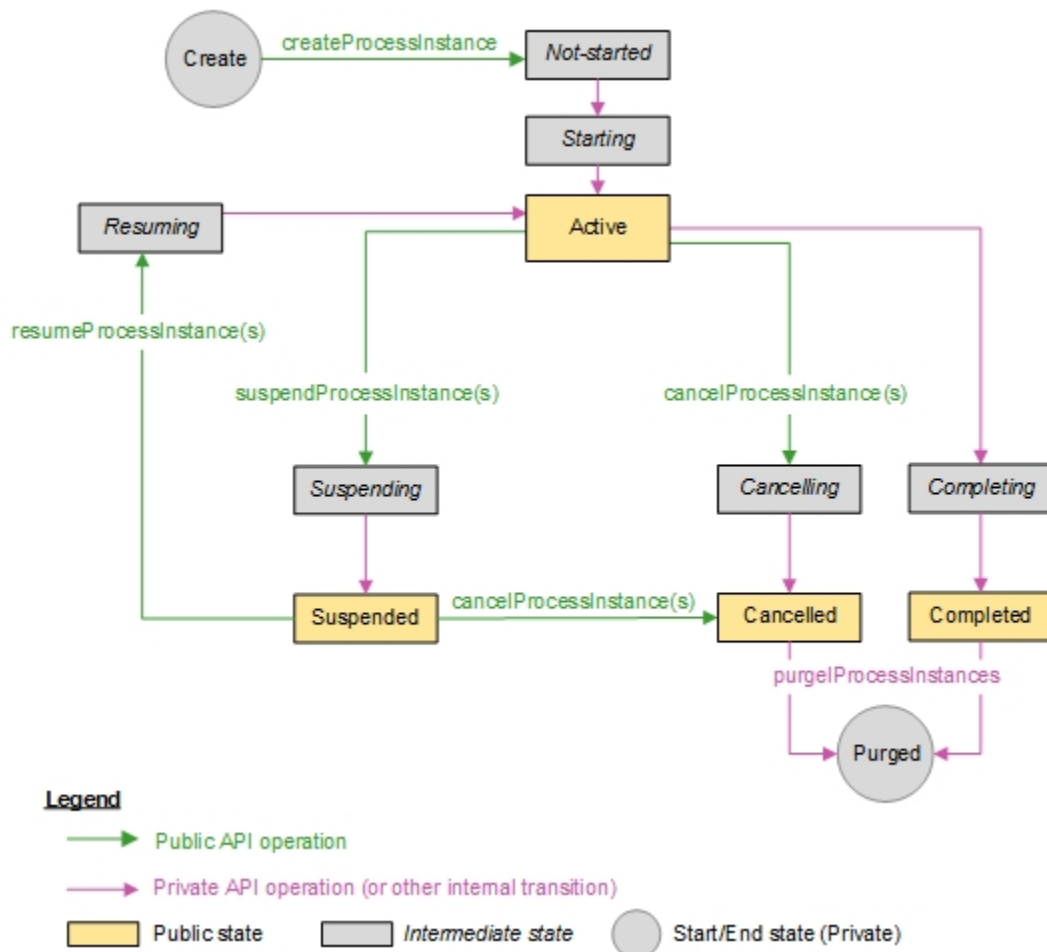 Create
createProcessInstance
Not-started
Starting
Resuming
Active
resumeProcessInstance(s)
suspendProcessInstance(s)
cancelProcessInstance(s)
Suspending
Cancelling
Completing
Suspended
cancelProcessInstance(s)
Cancelled
Completed
purgelProcessInstances
Purged
Legend
Public API operation
Private API operation (or other internal transition)
Public state
Intermediate state
Start/End state (Private)